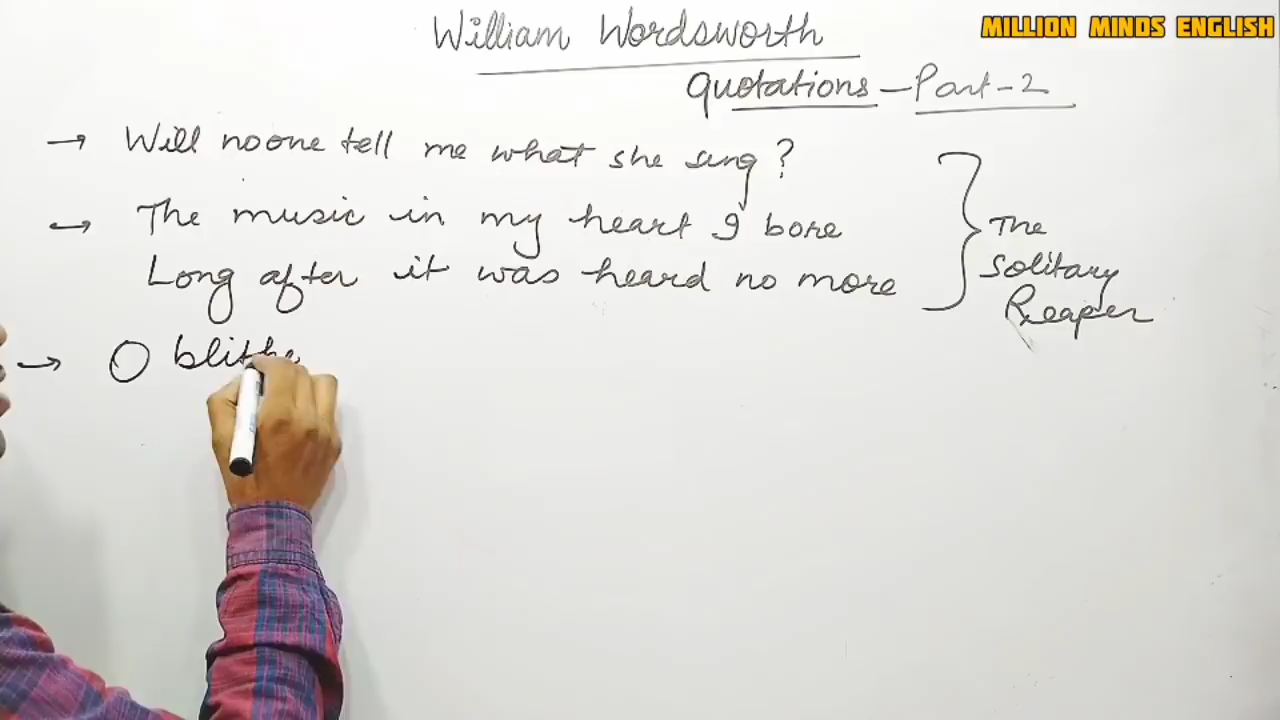 William Wordsworth
MILLION MINDS ENGLISH
Quotations - Part-2
→ Will noone tell me what she sing?
→ The music in my heart I bore
Long after it was heard no more
The
Solitary
Reaper
→ O blithe